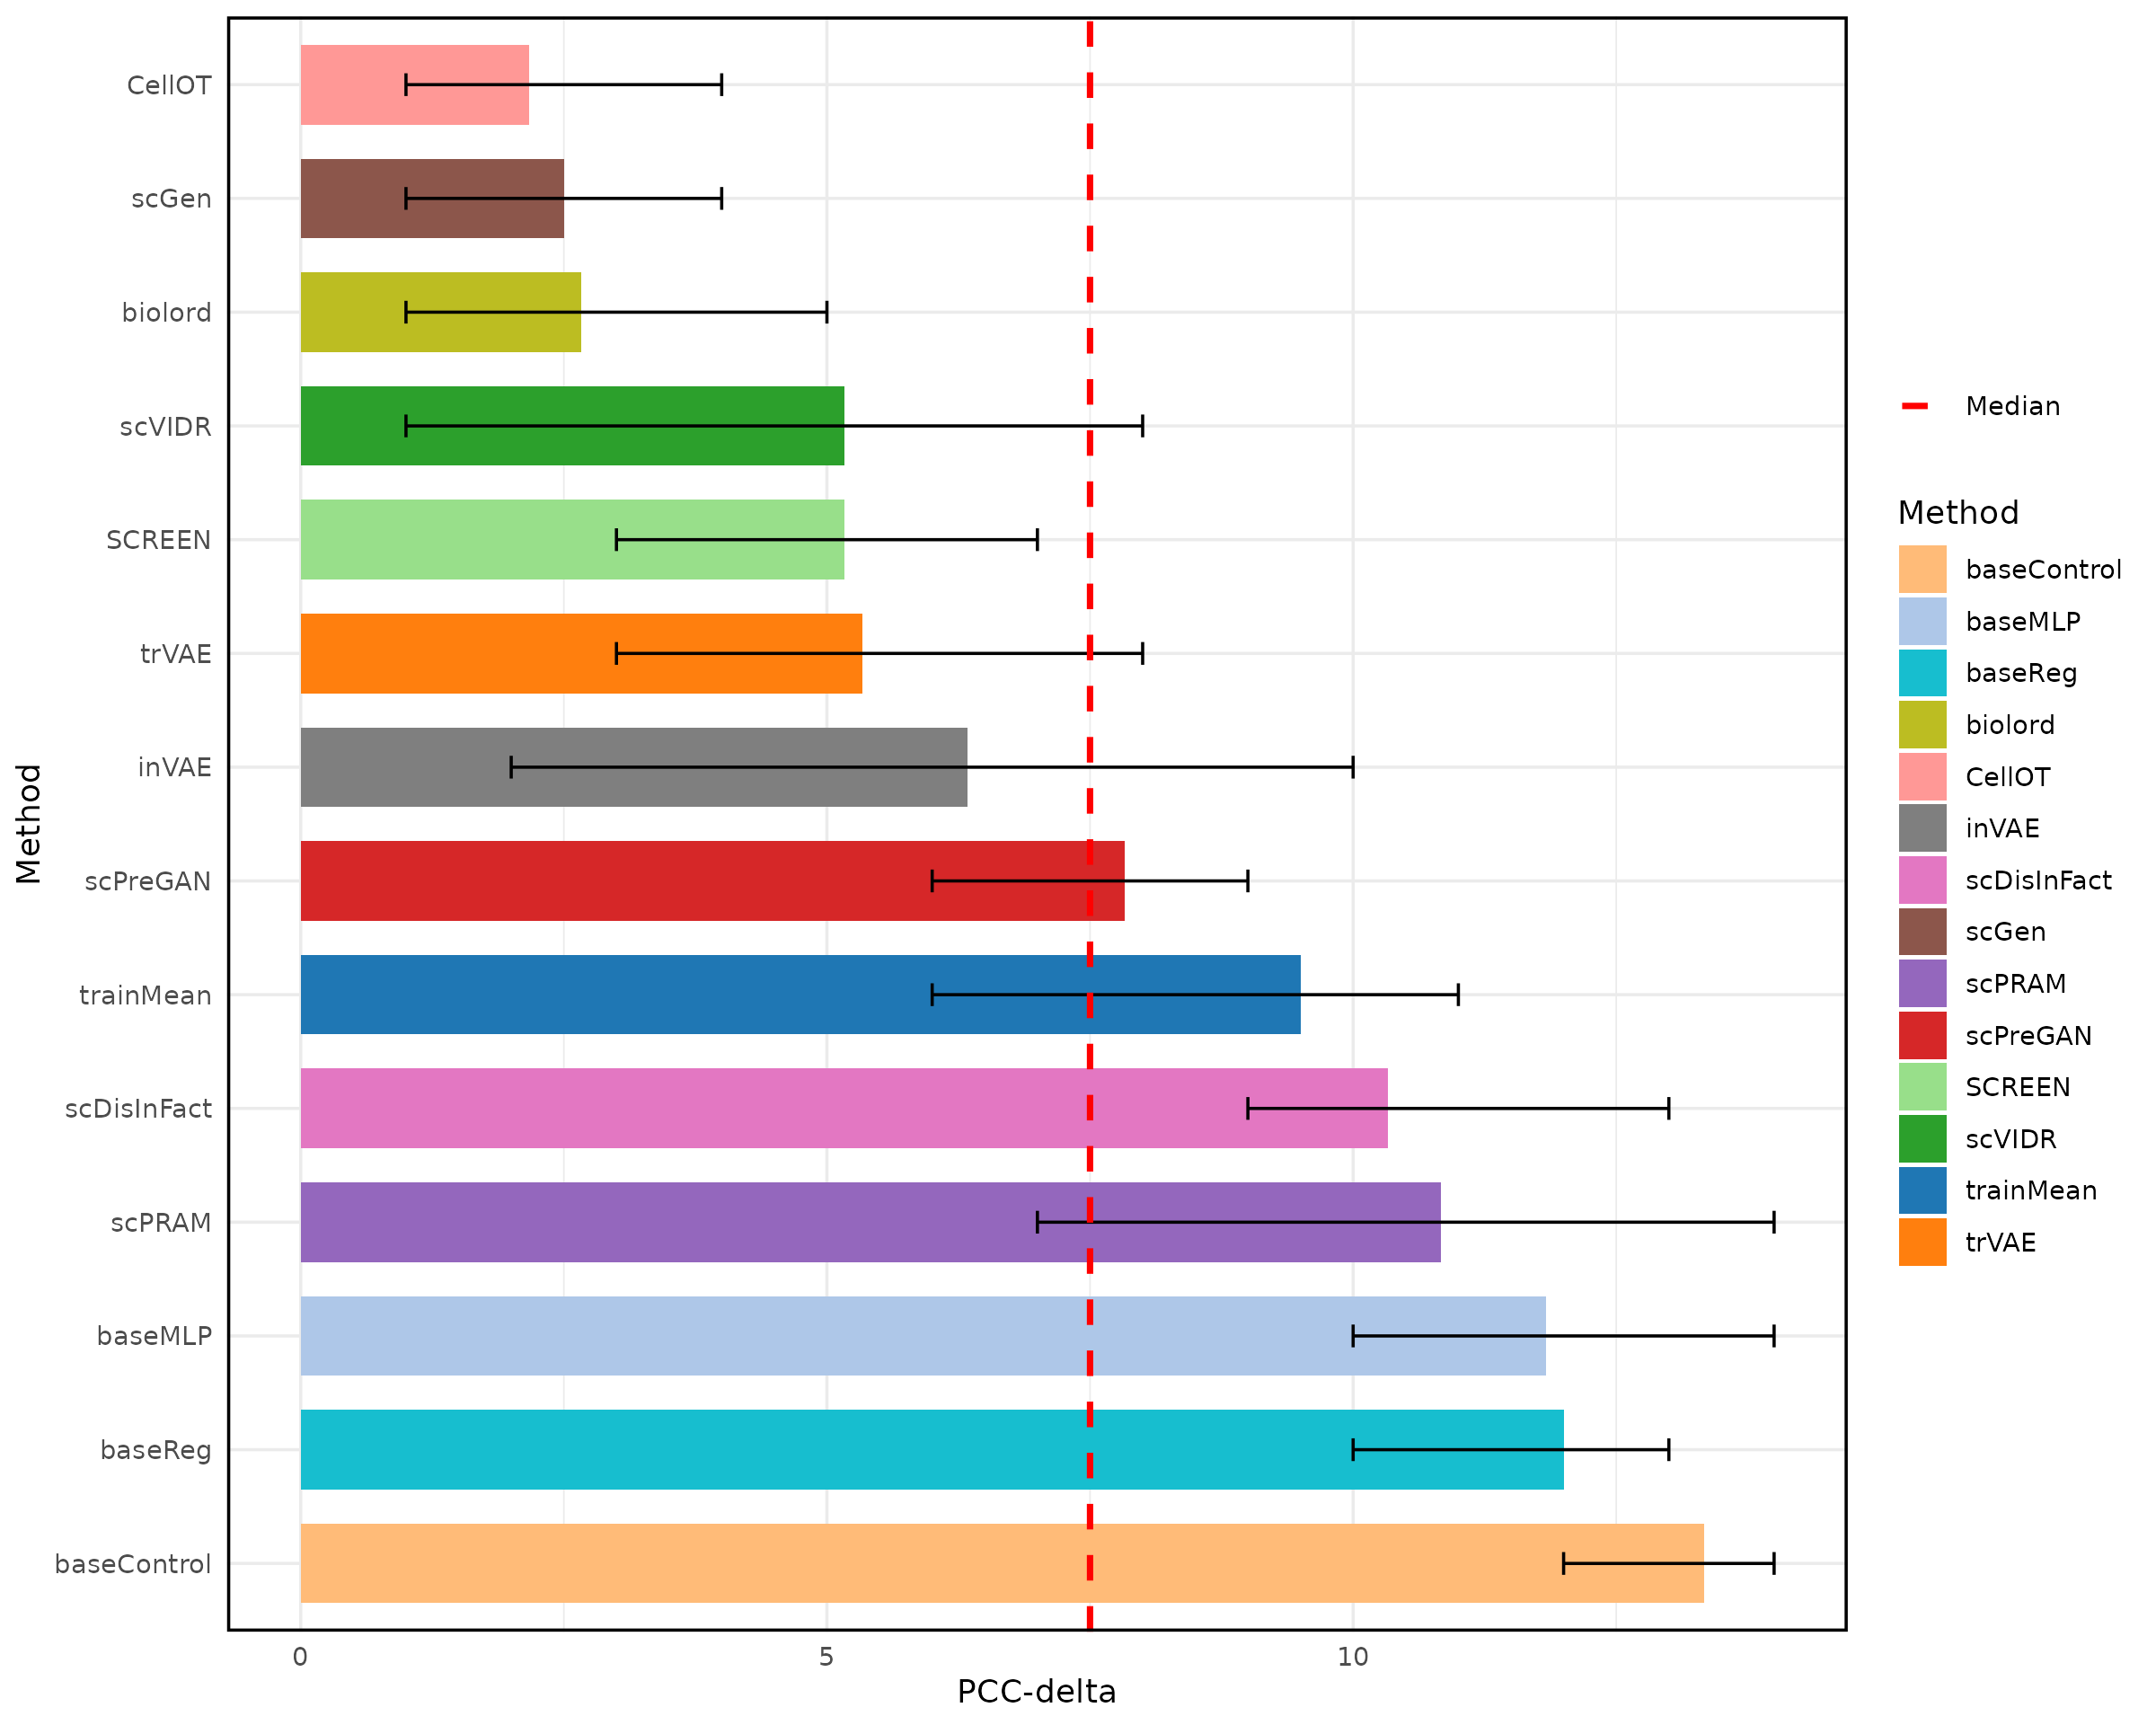 CellOT
scGen
biolord
scVIDR
SCREEN
trVAE
inVAE
scPreGAN
trainMean
scDisInFact
scPRAM
baseMLP
baseReg
baseControl
Method
0 5 10
PCC-delta
Median
Method
baseControl
baseMLP
baseReg
biolord
CellOT
inVAE
scDisInFact
scGen
scPRAM
scPreGAN
SCREEN
scVIDR
trainMean
trVAE